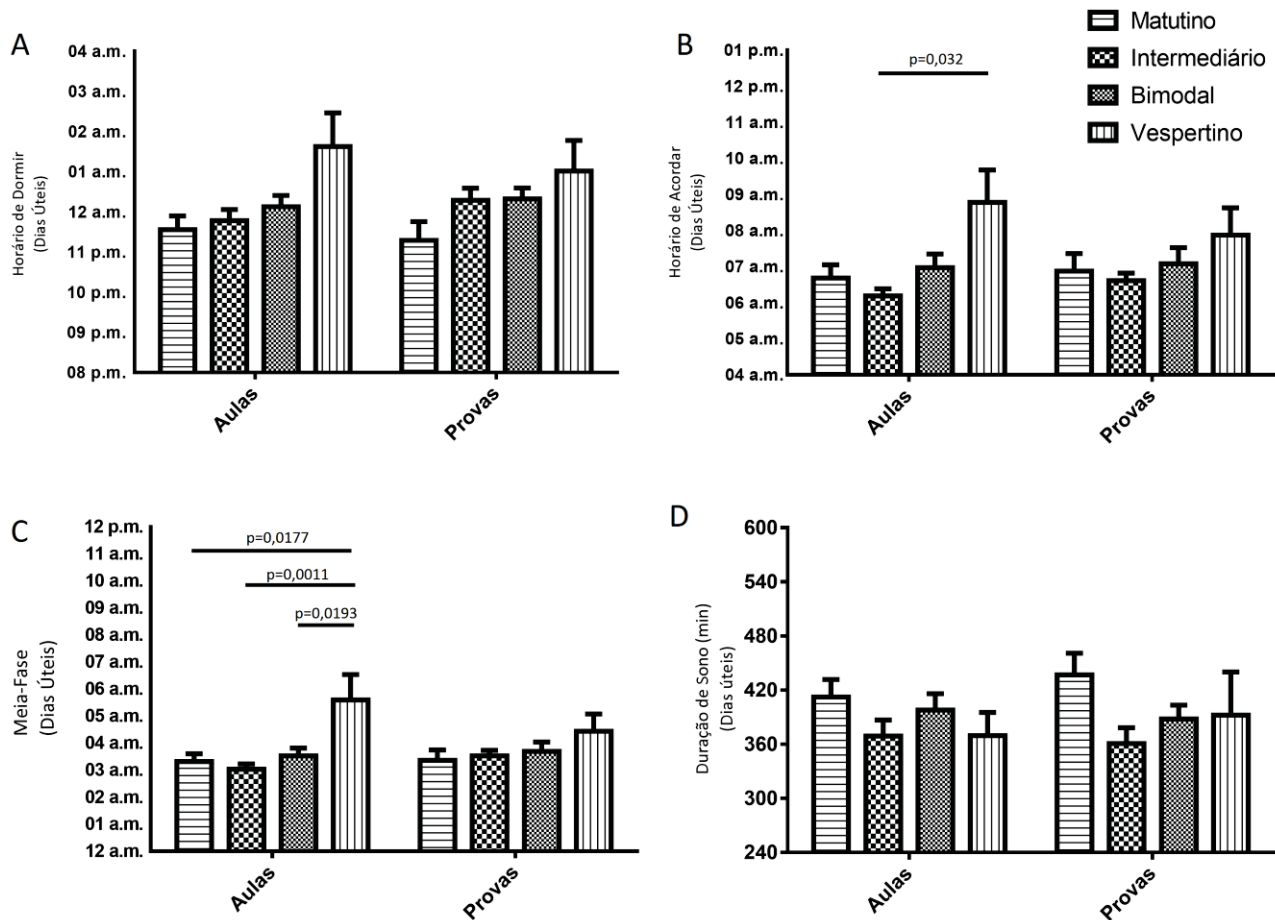 A
Horário de Dormir
(Dias Úteis)
04 a.m.
03 a.m.
02 a.m.
01 a.m.
12 a.m.
11 p.m.
10 p.m.
09 p.m.
08 p.m.
Aulas
Provas
B
Horário de Acordar
(Dias Úteis)
01 p.m.
12 p.m.
11 a.m.
10 a.m.
09 a.m.
08 a.m.
07 a.m.
06 a.m.
05 a.m.
04 a.m.
p=0,032
Aulas
Provas
Matutino
Intermediário
Bimodal
Vespertino
C
Meia-Fase
(Dias Úteis)
12 p.m.
11 a.m.
10 a.m.
09 a.m.
08 a.m.
07 a.m.
06 a.m.
05 a.m.
04 a.m.
03 a.m.
02 a.m.
01 a.m.
12 a.m.
p=0,0177
p=0,0011
p=0,0193
Aulas
Provas
D
Duração de Sono (min)
(Dias úteis)
600
540
480
420
360
300
240
Aulas
Provas